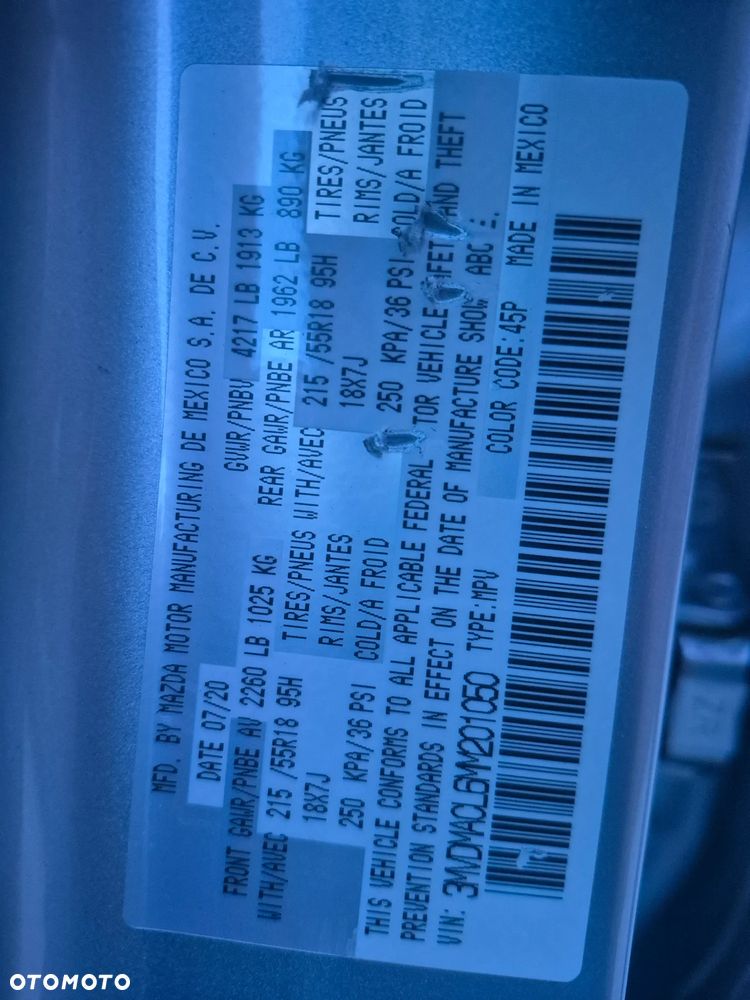 MFD. BY MAZDA MOTOR MANUFACTURING DE MEXICO S.A. DE C.V.
DATE 07/20 GVWR/PNBV 4217 LB 1913 KG
FRONT GAWR/PNBE AV 2260 LB 1025 KG REAR GAWR/PNBE AR 1962 LB 890 KG
WITH/AVEC 215 /55R18 95H TIRES/PNEUS WITH/AVEC 215 /55R18 95H TIRES/PNEUS
18X7J RIMS/JANTES 18X7J RIMS/JANTES
250 KPA/36 PSI COLD/A FROID 250 KPA/36 PSI COLD/A FROID
THIS VEHICLE CONFORMS TO ALL APPLICABLE FEDERAL VEHICLE AND THEFT
PREVENTION STANDARDS IN EFFECT ON THE DATE OF MANUFACTURE
VIN: 3MVDMACL6MM201050 TYPE:MPV COLOR CODE:45P MADE IN MEXICO
OTOMOTO